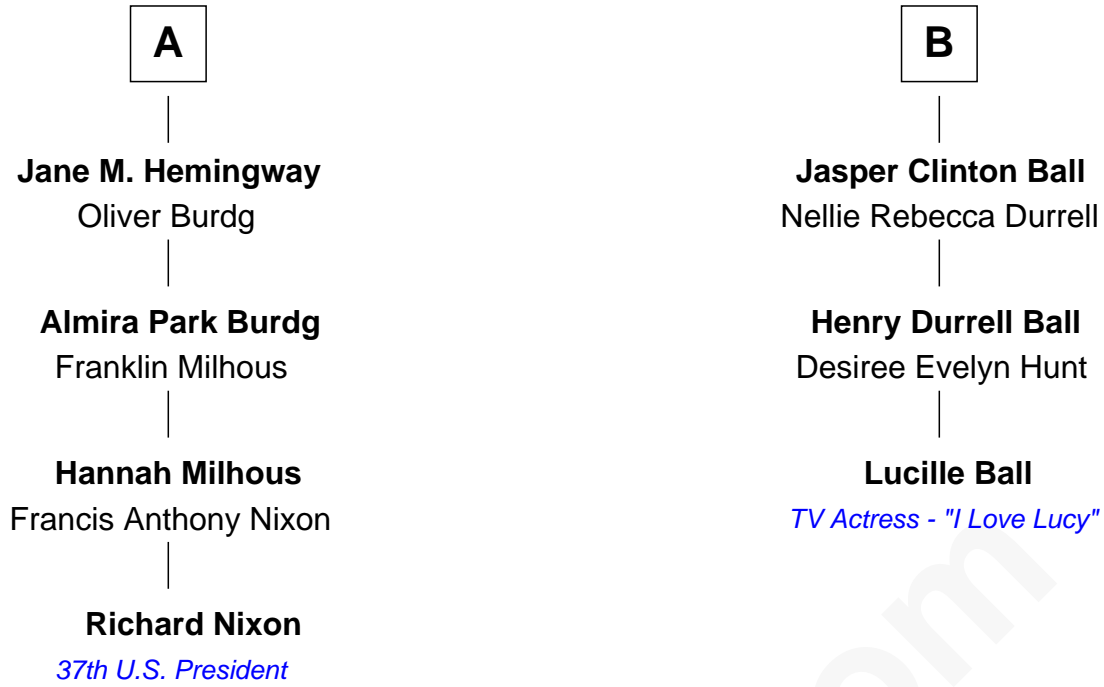 A
Jane M. Hemingway
Oliver Burdg
Almira Park Burdg
Franklin Milhous
Hannah Milhous
Francis Anthony Nixon
Richard Nixon
37th U.S. President
B
Jasper Clinton Ball
Nellie Rebecca Durrell
Henry Durrell Ball
Desiree Evelyn Hunt
Lucille Ball
TV Actress - "I Love Lucy"
om